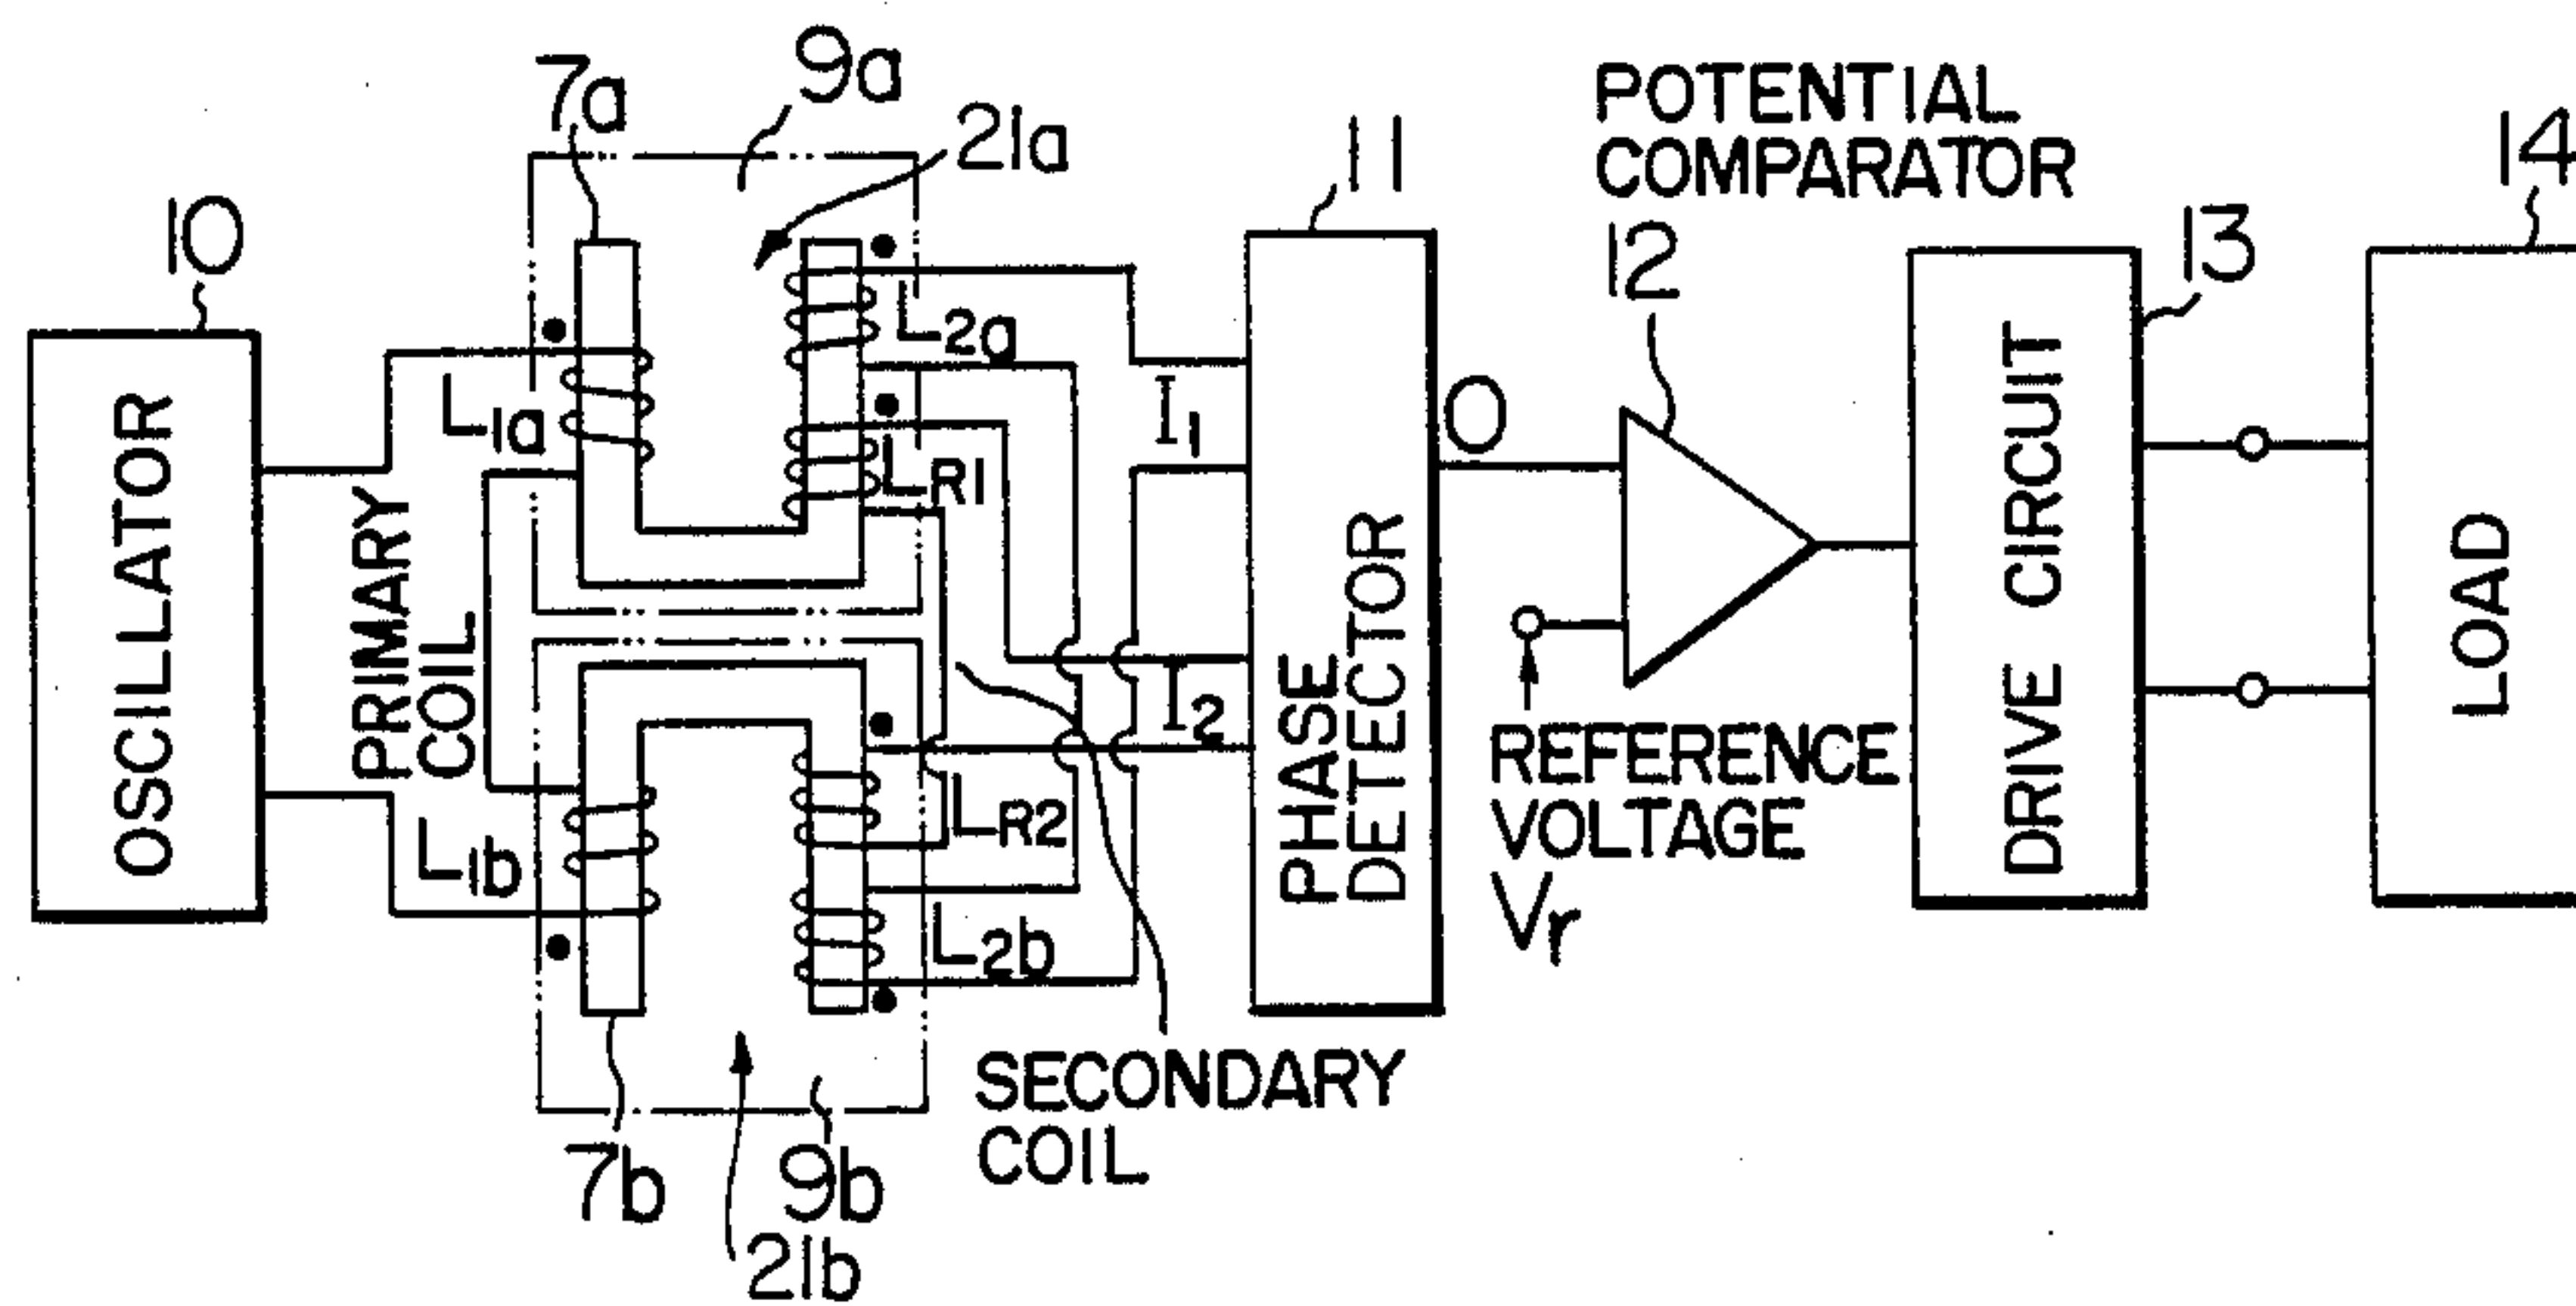 10
OSCILLATOR
PRIMARY
COIL
7a
9a
21a
L1a
L2a
LR1
L1b
LR2
L2b
7b
9b
21b
SECONDARY
COIL
I1
I2
11
PHASE
DETECTOR
O
POTENTIAL
COMPARATOR
12
REFERENCE
VOLTAGE
Vr
13
DRIVE CIRCUIT
14
LOAD